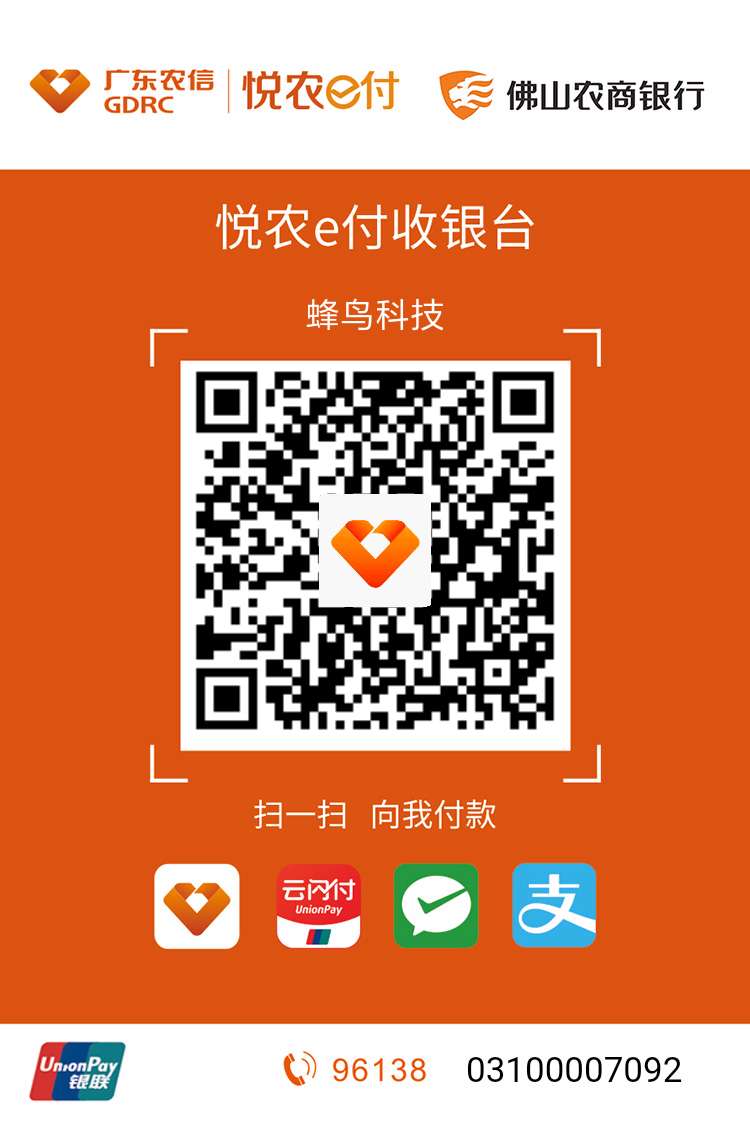 广东农信
GDRC
悦农e付
佛山农商银行
悦农e付收银台
蜂鸟科技
扫一扫 向我付款
云闪付
UnionPay
支
UnionPay
银联
96138
03100007092